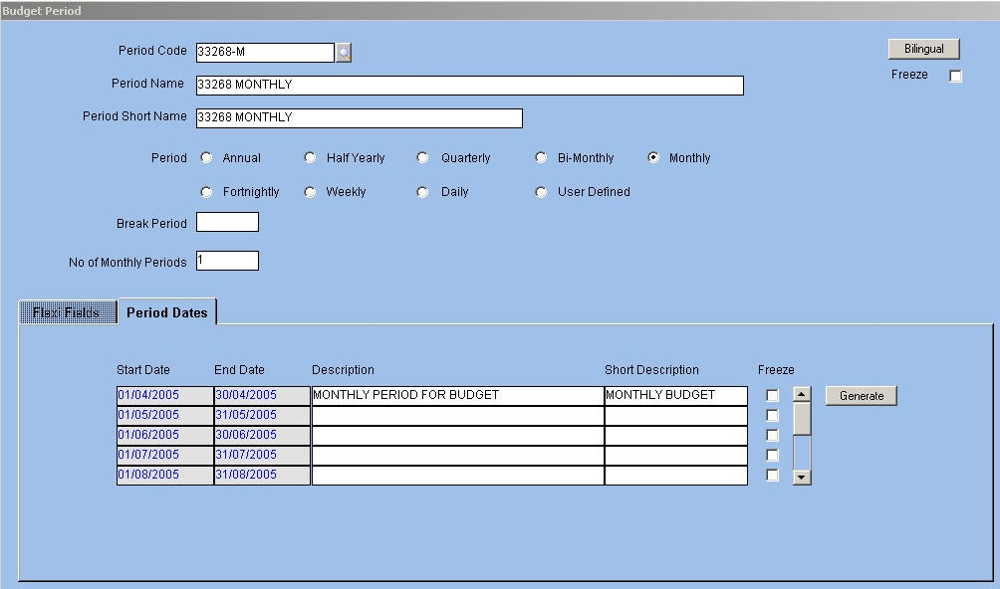 Budget Period
Period Code 33268-M
Bilingual
Freeze
Period Name 33268 MONTHLY
Period Short Name 33268 MONTHLY
Period Annual Half Yearly Quarterly Bi-Monthly Monthly
Fortnightly Weekly Daily User Defined
Break Period
No of Monthly Periods 1
Flexi Fields Period Dates
Start Date End Date Description Short Description Freeze
01/04/2005 30/04/2005 MONTHLY PERIOD FOR BUDGET MONTHLY BUDGET Generate
01/05/2005 31/05/2005
01/06/2005 30/06/2005
01/07/2005 31/07/2005
01/08/2005 31/08/2005